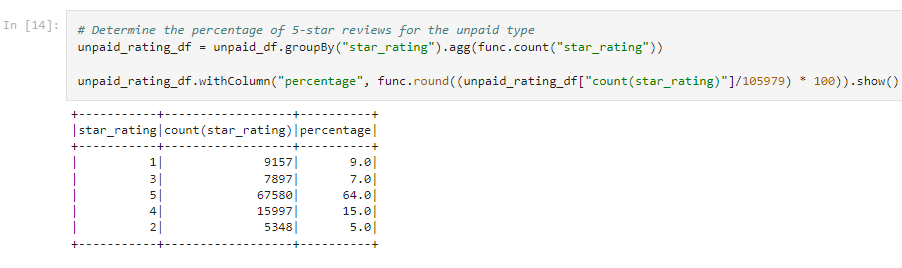 In [14]:
# Determine the percentage of 5-star reviews for the unpaid type
unpaid_rating_df = unpaid_df.groupBy("star_rating").agg(func.count("star_rating"))
unpaid_rating_df.withColumn("percentage", func.round((unpaid_rating_df["count(star_rating)"]/105979) * 100)).show()
+-----------+------------------+----------+
|star_rating|count(star_rating)|percentage|
+-----------+------------------+----------+
|          1|              9157|       9.0|
|          3|              7897|       7.0|
|          5|             67580|      64.0|
|          4|             15997|      15.0|
|          2|              5348|       5.0|
+-----------+------------------+----------+